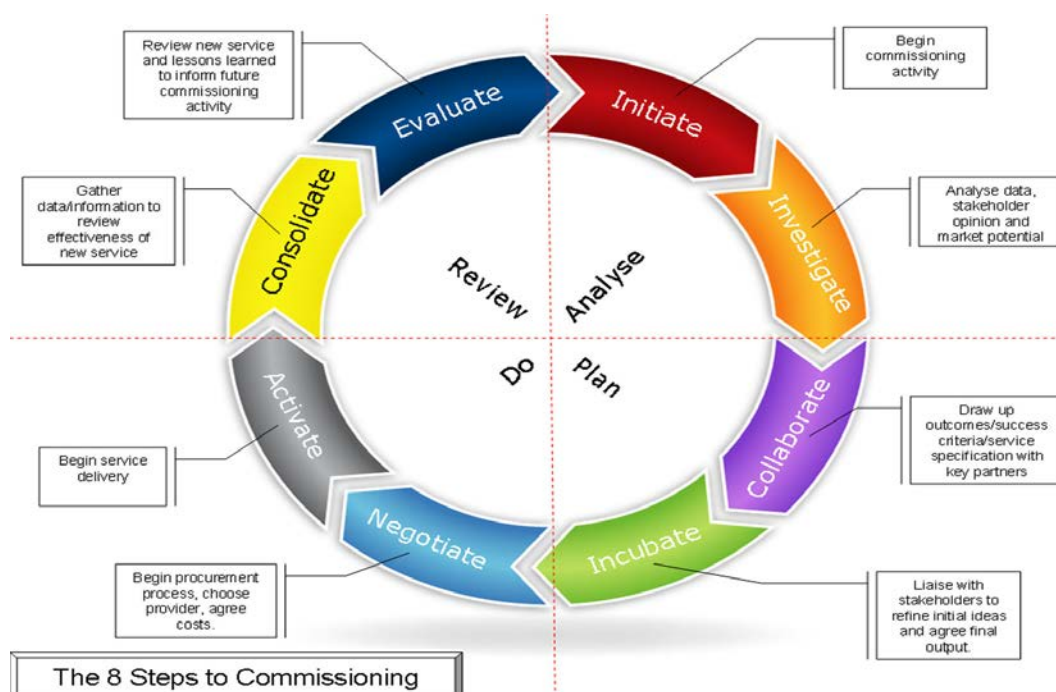 Review new service
and lessons learned
to inform future
commissioning
activity
Begin
commissioning
activity
Evaluate
Initiate
Gather
data/information to
review
effectiveness of
new service
Consolidate
Investigate
Analyse data,
stakeholder
opinion and
market potential
Review
Analyse
Do
Plan
Begin service
delivery
Activate
Collaborate
Draw up
outcomes/success
criteria/service
specification with
key partners
Negotiate
Incubate
Begin procurement
process, choose
provider, agree
costs.
Liaise with
stakeholders to
refine initial ideas
and agree final
output.
The 8 Steps to Commissioning